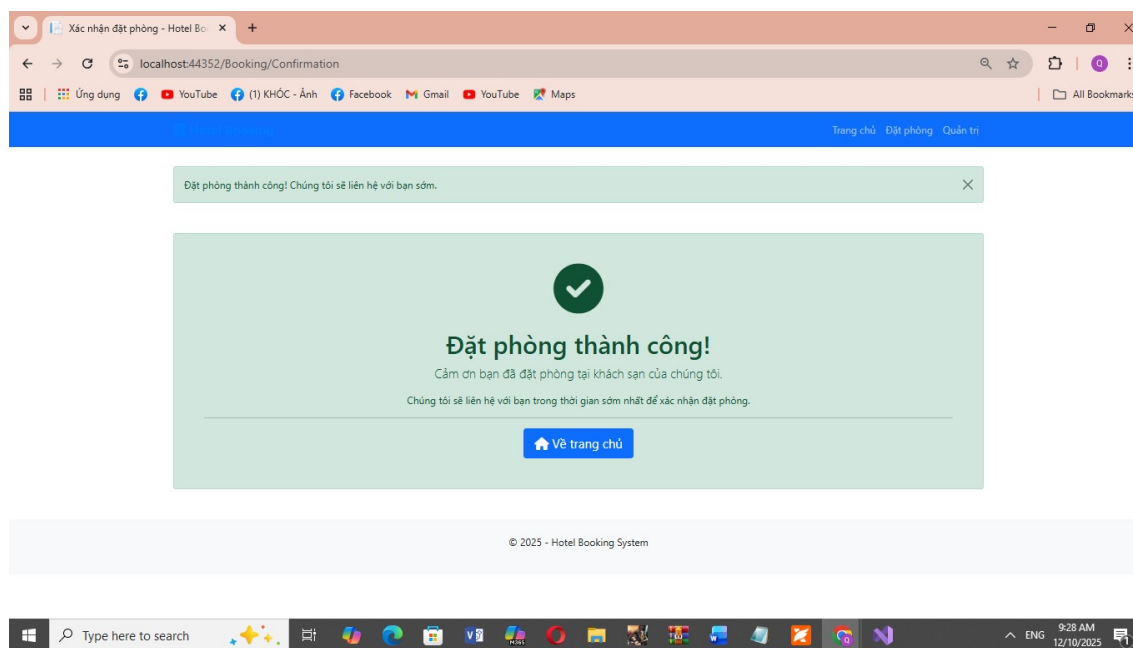 Xác nhận đặt phòng - Hotel Bo
localhost:44352/Booking/Confirmation
Ứng dụng YouTube (1) KHÓC - Ảnh Facebook Gmail YouTube Maps All Bookmarks
Hotel Booking Trang chủ Đặt phòng Quản trị
Đặt phòng thành công! Chúng tôi sẽ liên hệ với bạn sớm.
Đặt phòng thành công!
Cảm ơn bạn đã đặt phòng tại khách sạn của chúng tôi.
Chúng tôi sẽ liên hệ với bạn trong thời gian sớm nhất để xác nhận đặt phòng.
Về trang chủ
© 2025 - Hotel Booking System
Type here to search ENG 9:28 AM
12/10/2025